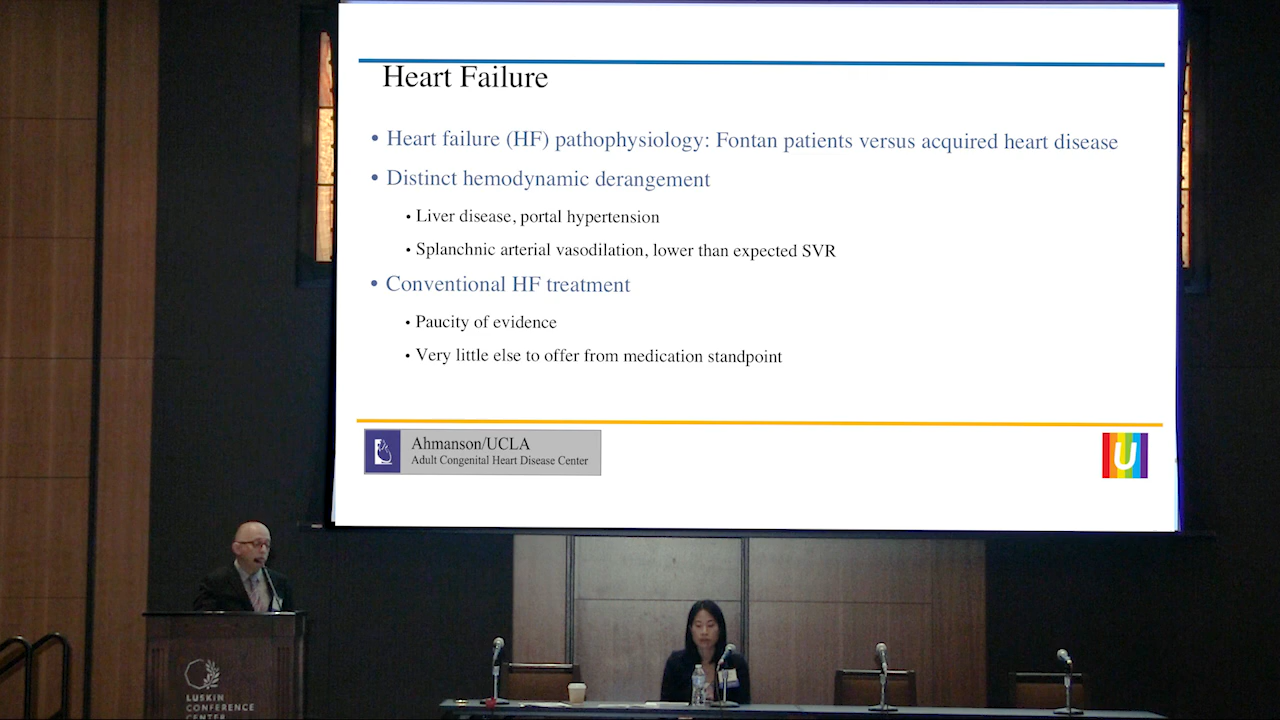 Heart Failure
• Heart failure (HF) pathophysiology: Fontan patients versus acquired heart disease
• Distinct hemodynamic derangement
• Liver disease, portal hypertension
• Splanchnic arterial vasodilation, lower than expected SVR
• Conventional HF treatment
• Paucity of evidence
• Very little else to offer from medication standpoint
Ahmanson/UCLA
Adult Congenital Heart Disease Center
U
LUSKIN
CONFERENCE
CENTER